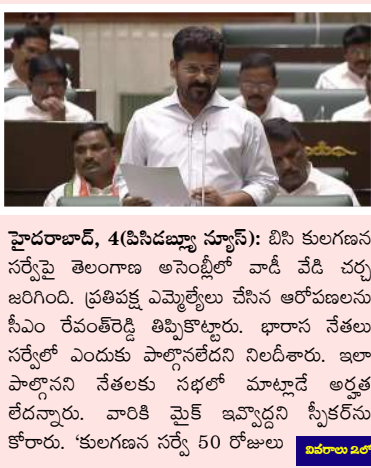 హైదరాబాద్, 4(పిసిడబ్ల్యూ న్యూస్): బిసి కులగణన
సర్వేపై తెలంగాణ అసెంబ్లీలో వాడీ వేడి చర్చ
జరిగింది. ప్రతిపక్ష ఎమ్మెల్యేలు చేసిన ఆరోపణలను
సీఎం రేవంత్‌రెడ్డి తిప్పికొట్టారు. భారాస నేతలు
సర్వేలో ఎందుకు పాల్గొనలేదని నిలదీశారు. ఇలా
పాల్గొనని నేతలకు సభలో మాట్లాడే అర్హత
లేదన్నారు. వారికి మైక్ ఇవ్వొద్దని స్పీకర్‌ను
కోరారు. ‘కులగణన సర్వే 50 రోజులు
వివరాలు 2లో